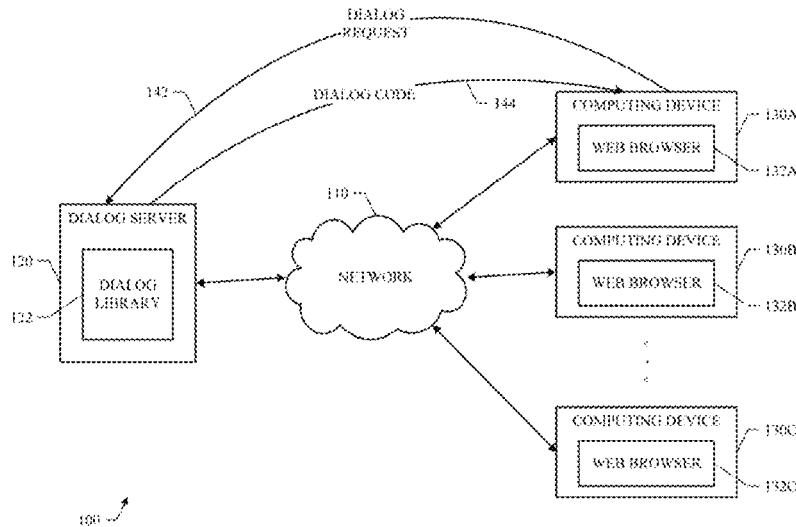 DIALOG
REQUEST
142
DIALOG CODE
144
COMPUTING DEVICE
130A
WEB BROWSER
132A
110
DIALOG SERVER
120
DIALOG
LIBRARY
122
NETWORK
COMPUTING DEVICE
130B
WEB BROWSER
132B
COMPUTING DEVICE
130C
WEB BROWSER
132C
100